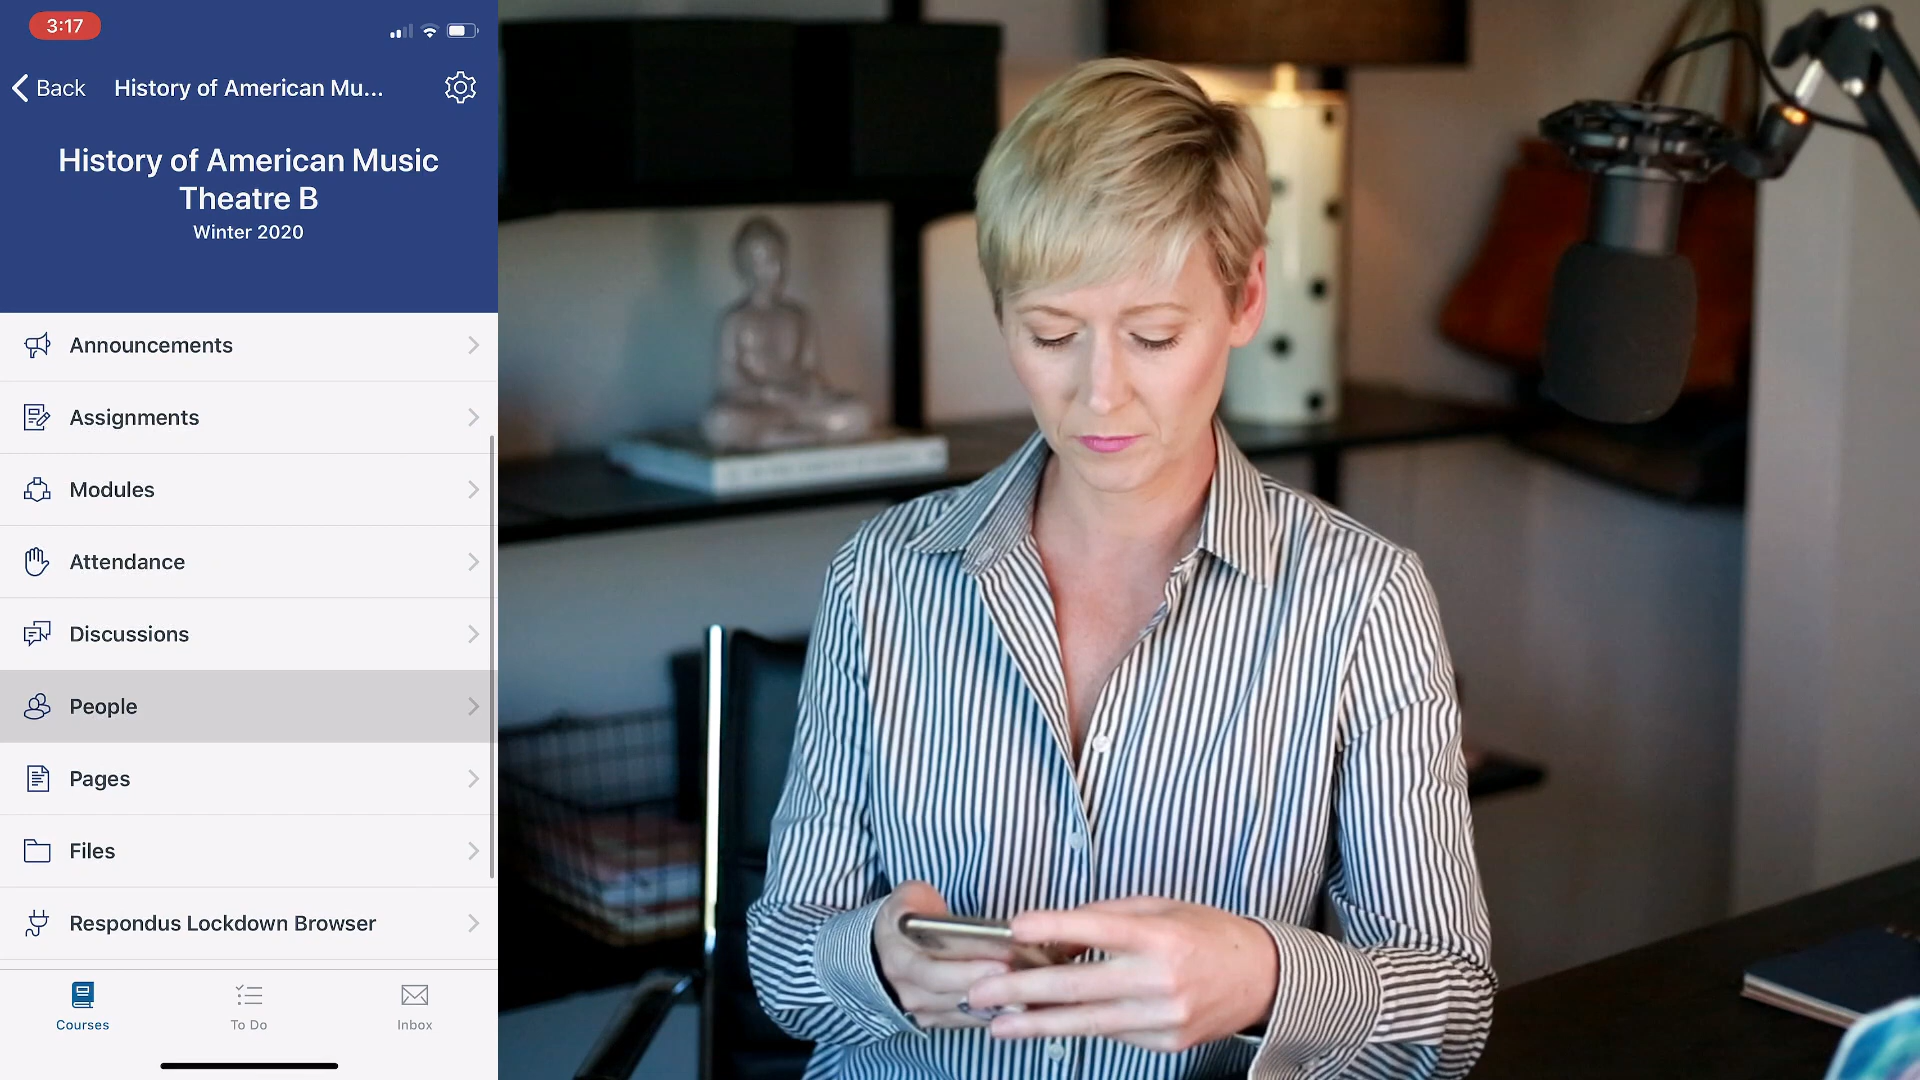 3:17
Back
History of American Mu...
History of American Music
Theatre B
Winter 2020
Announcements
Assignments
Modules
Attendance
Discussions
People
Pages
Files
Respondus Lockdown Browser
Courses
To Do
Inbox